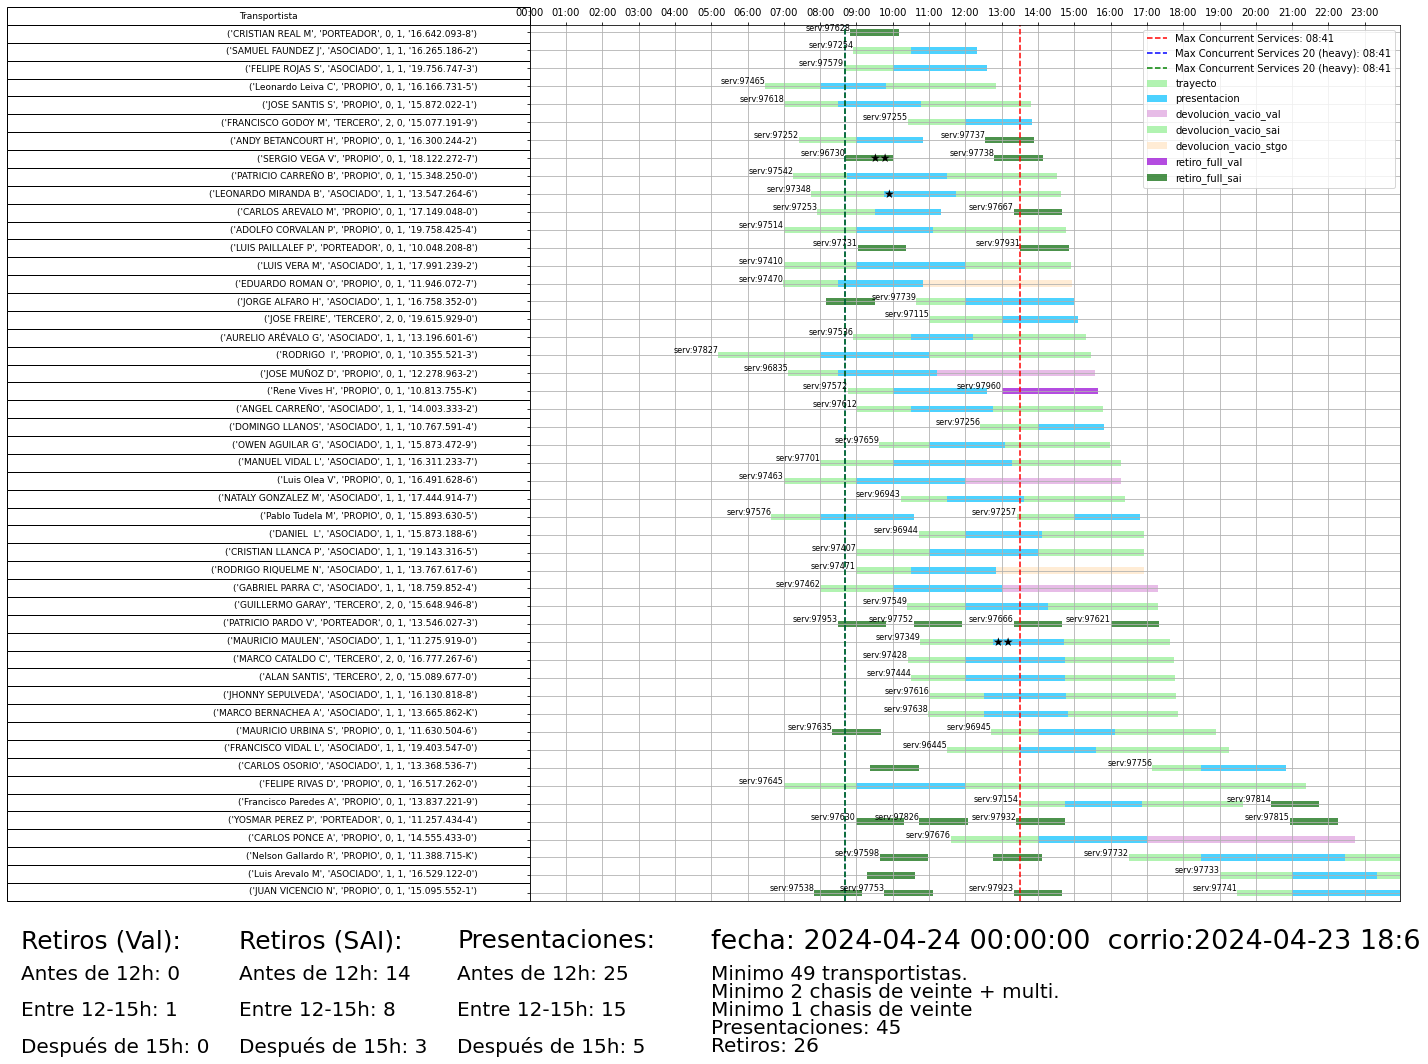 Transportista
00:00 01:00 02:00 03:00 04:00 05:00 06:00 07:00 08:00 09:00 10:00 11:00 12:00 13:00 14:00 15:00 16:00 17:00 18:00 19:00 20:00 21:00 22:00 23:00
Max Concurrent Services: 08:41
Max Concurrent Services 20 (heavy): 08:41
Max Concurrent Services 20 (heavy): 08:41
trayecto
presentacion
devolucion_vacio_val
devolucion_vacio_sai
devolucion_vacio_stgo
retiro_full_val
retiro_full_sai
('CRISTIAN REAL M', 'PORTEADOR', 0, 1, '16.642.093-8') serv:97628
('SAMUEL FAUNDEZ J', 'ASOCIADO', 1, 1, '16.265.186-2') serv:97254
('FELIPE ROJAS S', 'ASOCIADO', 1, 1, '19.756.747-3') serv:97579
('Leonardo Leiva C', 'PROPIO', 0, 1, '16.166.731-5') serv:97465
('JOSE SANTIS S', 'PROPIO', 0, 1, '15.872.022-1') serv:97618
('FRANCISCO GODOY M', 'TERCERO', 2, 0, '15.077.191-9') serv:97255
('ANDY BETANCOURT H', 'PROPIO', 0, 1, '16.300.244-2') serv:97252 serv:97737
('SERGIO VEGA V', 'PROPIO', 0, 1, '18.122.272-7') serv:96730 serv:97738
('PATRICIO CARREÑO B', 'PROPIO', 0, 1, '15.348.250-0') serv:97542
('LEONARDO MIRANDA B', 'ASOCIADO', 1, 1, '13.547.264-6') serv:97348
('CARLOS AREVALO M', 'PROPIO', 0, 1, '17.149.048-0') serv:97253 serv:97667
('ADOLFO CORVALAN P', 'PROPIO', 0, 1, '19.758.425-4') serv:97514
('LUIS PAILLALEF P', 'PORTEADOR', 0, 1, '10.048.208-8') serv:97731 serv:97931
('LUIS VERA M', 'ASOCIADO', 1, 1, '17.991.239-2') serv:97410
('EDUARDO ROMAN O', 'PROPIO', 0, 1, '11.946.072-7') serv:97470
('JORGE ALFARO H', 'ASOCIADO', 1, 1, '16.758.352-0') serv:97739
('JOSE FREIRE', 'TERCERO', 2, 0, '19.615.929-0') serv:97115
('AURELIO ARÉVALO G', 'ASOCIADO', 1, 1, '13.196.601-6') serv:97536
('RODRIGO  I', 'PROPIO', 0, 1, '10.355.521-3') serv:97827
('JOSE MUÑOZ D', 'PROPIO', 0, 1, '12.278.963-2') serv:96835
('Rene Vives H', 'PROPIO', 0, 1, '10.813.755-K') serv:97572 serv:97960
('ANGEL CARREÑO', 'ASOCIADO', 1, 1, '14.003.333-2') serv:97612
('DOMINGO LLANOS', 'ASOCIADO', 1, 1, '10.767.591-4') serv:97256
('OWEN AGUILAR G', 'ASOCIADO', 1, 1, '15.873.472-9') serv:97659
('MANUEL VIDAL L', 'ASOCIADO', 1, 1, '16.311.233-7') serv:97701
('Luis Olea V', 'PROPIO', 0, 1, '16.491.628-6') serv:97463
('NATALY GONZALEZ M', 'ASOCIADO', 1, 1, '17.444.914-7') serv:96943
('Pablo Tudela M', 'PROPIO', 0, 1, '15.893.630-5') serv:97576 serv:97257
('DANIEL  L', 'ASOCIADO', 1, 1, '15.873.188-6') serv:96944
('CRISTIAN LLANCA P', 'ASOCIADO', 1, 1, '19.143.316-5') serv:97407
('RODRIGO RIQUELME N', 'ASOCIADO', 1, 1, '13.767.617-6') serv:97471
('GABRIEL PARRA C', 'ASOCIADO', 1, 1, '18.759.852-4') serv:97462
('GUILLERMO GARAY', 'TERCERO', 2, 0, '15.648.946-8') serv:97549
('PATRICIO PARDO V', 'PORTEADOR', 0, 1, '13.546.027-3') serv:97953 serv:97752 serv:97666 serv:97621
('MAURICIO MAULEN', 'ASOCIADO', 1, 1, '11.275.919-0') serv:97349
('MARCO CATALDO C', 'TERCERO', 2, 0, '16.777.267-6') serv:97428
('ALAN SANTIS', 'TERCERO', 2, 0, '15.089.677-0') serv:97444
('JHONNY SEPULVEDA', 'ASOCIADO', 1, 1, '16.130.818-8') serv:97616
('MARCO BERNACHEA A', 'ASOCIADO', 1, 1, '13.665.862-K') serv:97638
('MAURICIO URBINA S', 'PROPIO', 0, 1, '11.630.504-6') serv:97635 serv:96945
('FRANCISCO VIDAL L', 'ASOCIADO', 1, 1, '19.403.547-0') serv:96445
('CARLOS OSORIO', 'ASOCIADO', 1, 1, '13.368.536-7') serv:97756
('FELIPE RIVAS D', 'PROPIO', 0, 1, '16.517.262-0') serv:97645
('Francisco Paredes A', 'PROPIO', 0, 1, '13.837.221-9') serv:97154 serv:97814
('YOSMAR PEREZ P', 'PORTEADOR', 0, 1, '11.257.434-4') serv:97630 serv:97826 serv:97932 serv:97815
('CARLOS PONCE A', 'PROPIO', 0, 1, '14.555.433-0') serv:97676
('Nelson Gallardo R', 'PROPIO', 0, 1, '11.388.715-K') serv:97598 serv:97732
('Luis Arevalo M', 'PROPIO', 0, 1, '16.529.122-0') serv:97733
('JUAN VICENCIO N', 'PROPIO', 0, 1, '15.095.552-1') serv:97538 serv:97753 serv:97923 serv:97741
Retiros (Val):
Antes de 12h: 0
Entre 12-15h: 1
Después de 15h: 0
Retiros (SAI):
Antes de 12h: 14
Entre 12-15h: 8
Después de 15h: 3
Presentaciones:
Antes de 12h: 25
Entre 12-15h: 15
Después de 15h: 5
fecha: 2024-04-24 00:00:00  corrio:2024-04-23 18:6
Minimo 49 transportistas.
Minimo 2 chasis de veinte + multi.
Minimo 1 chasis de veinte
Presentaciones: 45
Retiros: 26